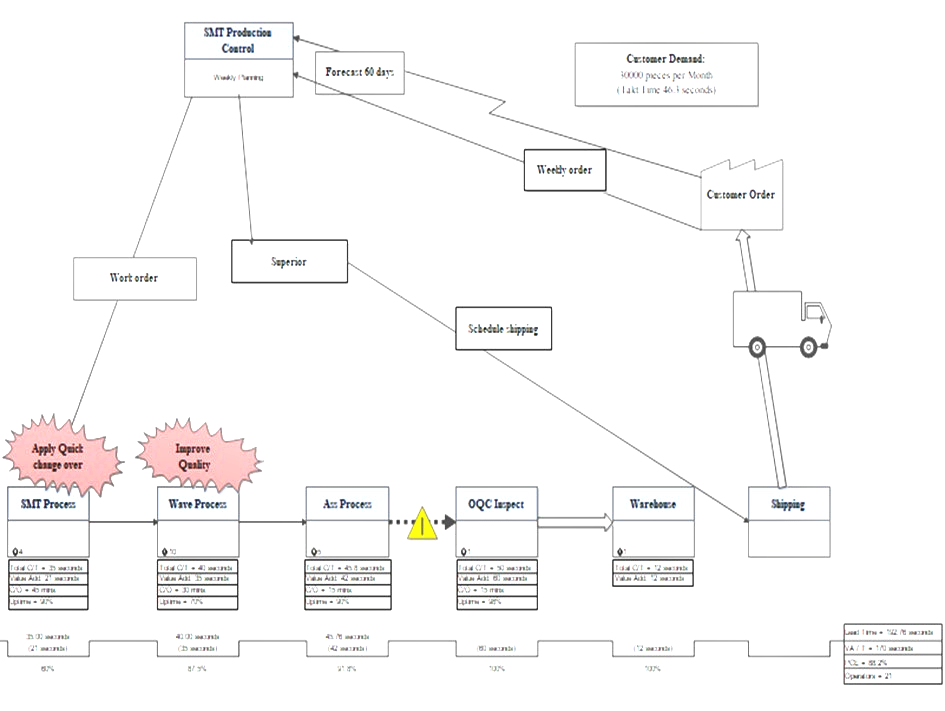 SMT Production
Control
Weekly Planning
Forecast 60 days
Customer Demand:
30000 pieces per Month
(Takt Time 46.3 seconds)
Weekly order
Customer Order
Work order
Superior
Schedule shipping
Apply Quick
change over
Improve
Quality
SMT Process
Wave Process
Ass Process
OQC Inspect
Warehouse
Shipping
4
10
5
1
1
Total C/T = 35 seconds
Value Add: 21 seconds
C/O = 45 mins
Uptime = 90%
Total C/T = 40 seconds
Value Add: 35 seconds
C/O = 30 mins
Uptime = 70%
Total C/T = 45.8 seconds
Value Add: 42 seconds
C/O = 15 mins
Uptime = 90%
Total C/T = 60 seconds
Value Add: 60 seconds
C/O = 15 mins
Uptime = 98%
Total C/T = 12 seconds
Value Add: 12 seconds
35.00 seconds
(21 seconds)
40.00 seconds
(35 seconds)
45.76 seconds
(42 seconds)
(60 seconds)
(12 seconds)
60%
87.5%
91.8%
100%
100%
Lead Time = 192.76 seconds
VA / T = 170 seconds
PCE = 88.2%
Operators = 21